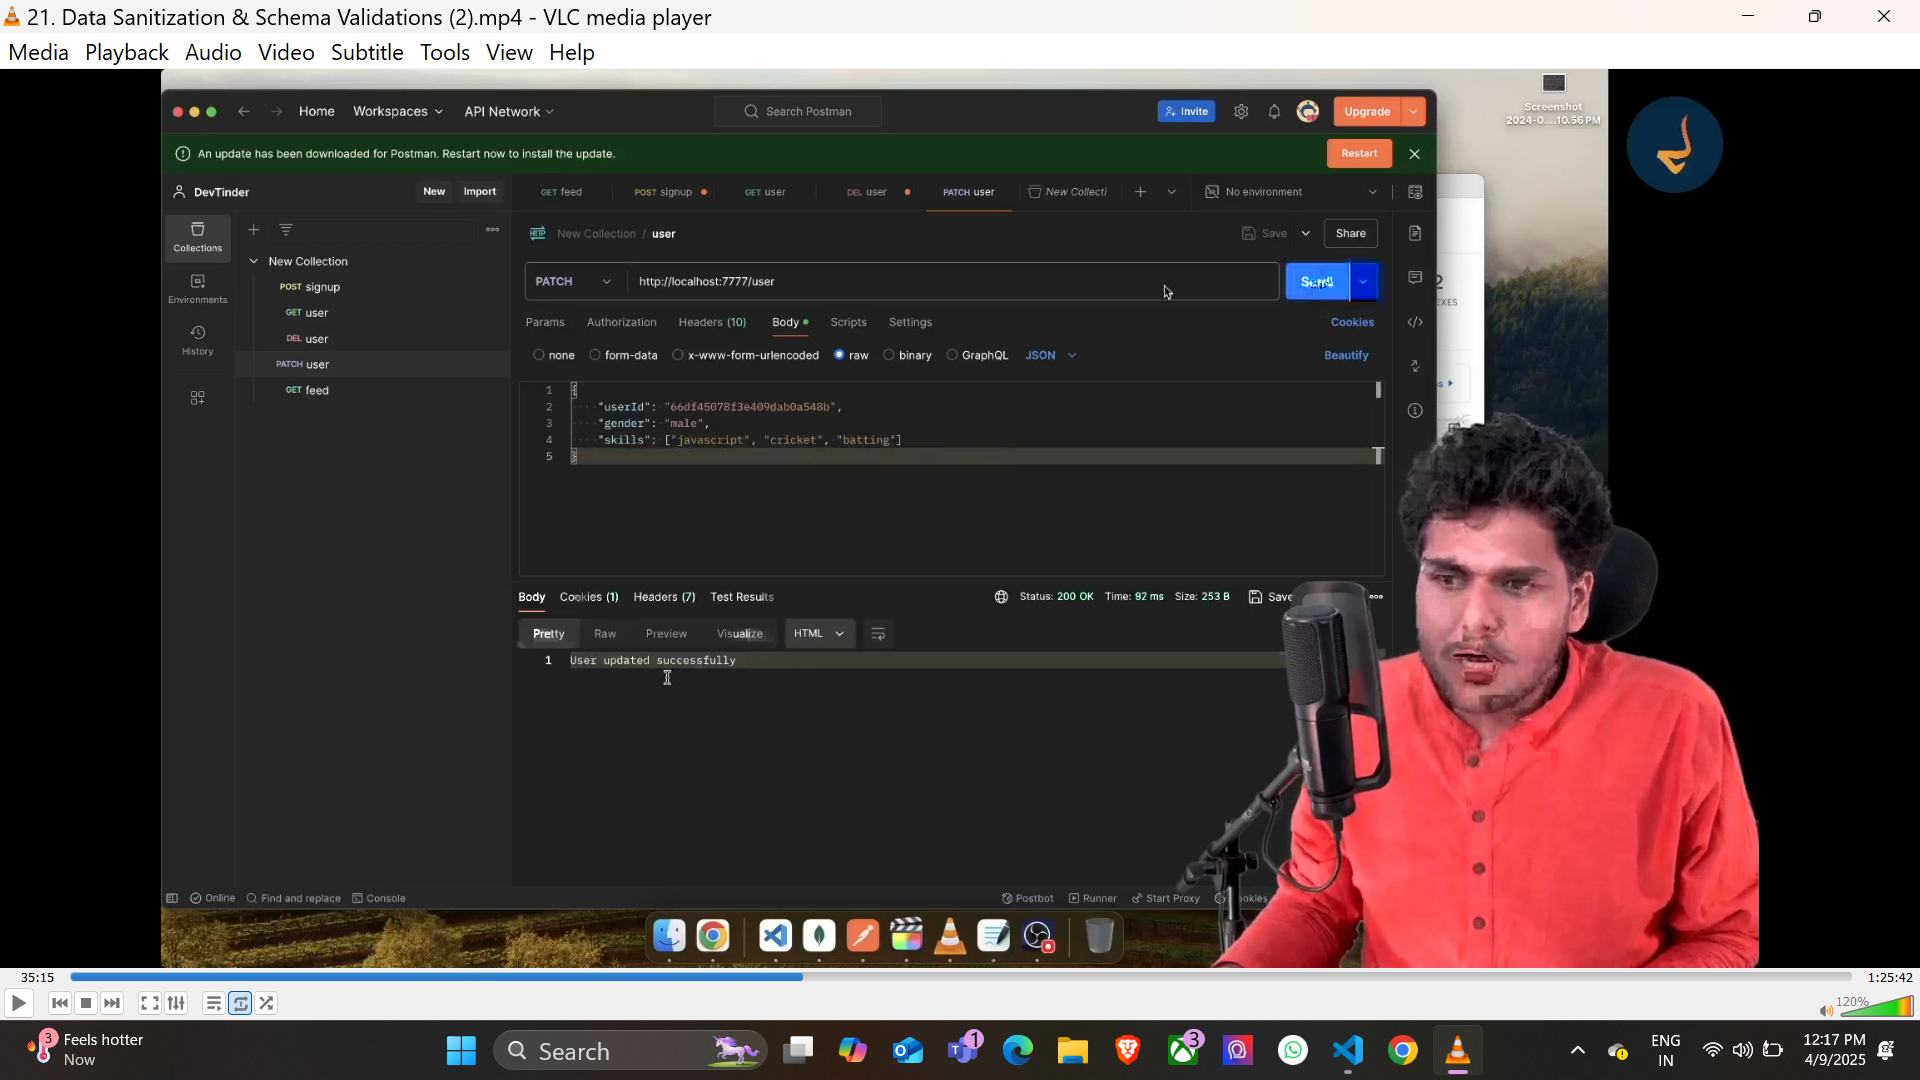 21. Data Sanitization & Schema Validations (2).mp4 - VLC media player
Media Playback Audio Video Subtitle Tools View Help
Home Workspaces API Network Search Postman Invite Upgrade
Screenshot
2024-0....10.56 PM
An update has been downloaded for Postman. Restart now to install the update. Restart
DevTinder New Import GET feed POST signup GET user DEL user PATCH user New Collecti No environment
Collections
New Collection / user Save Share
New Collection
POST signup
GET user
DEL user
PATCH user
GET feed
Environments
History
PATCH http://localhost:7777/user
Params Authorization Headers (10) Body Scripts Settings Cookies
none form-data x-www-form-urlencoded raw binary GraphQL JSON Beautify
1 {
2 "userId": "66df45078f3e409dab0a548b",
3 "gender": "male",
4 "skills": ["javascript", "cricket", "batting"]
5 }
Body Cookies (1) Headers (7) Test Results Status: 200 OK Time: 92 ms Size: 253 B Save
Pretty Raw Preview Visualize HTML
1 User updated successfully
Online Find and replace Console Postbot Runner Start Proxy
35:15 1:25:42
120%
3 Feels hotter
Now
Search
1
3
ENG
IN
12:17 PM
4/9/2025